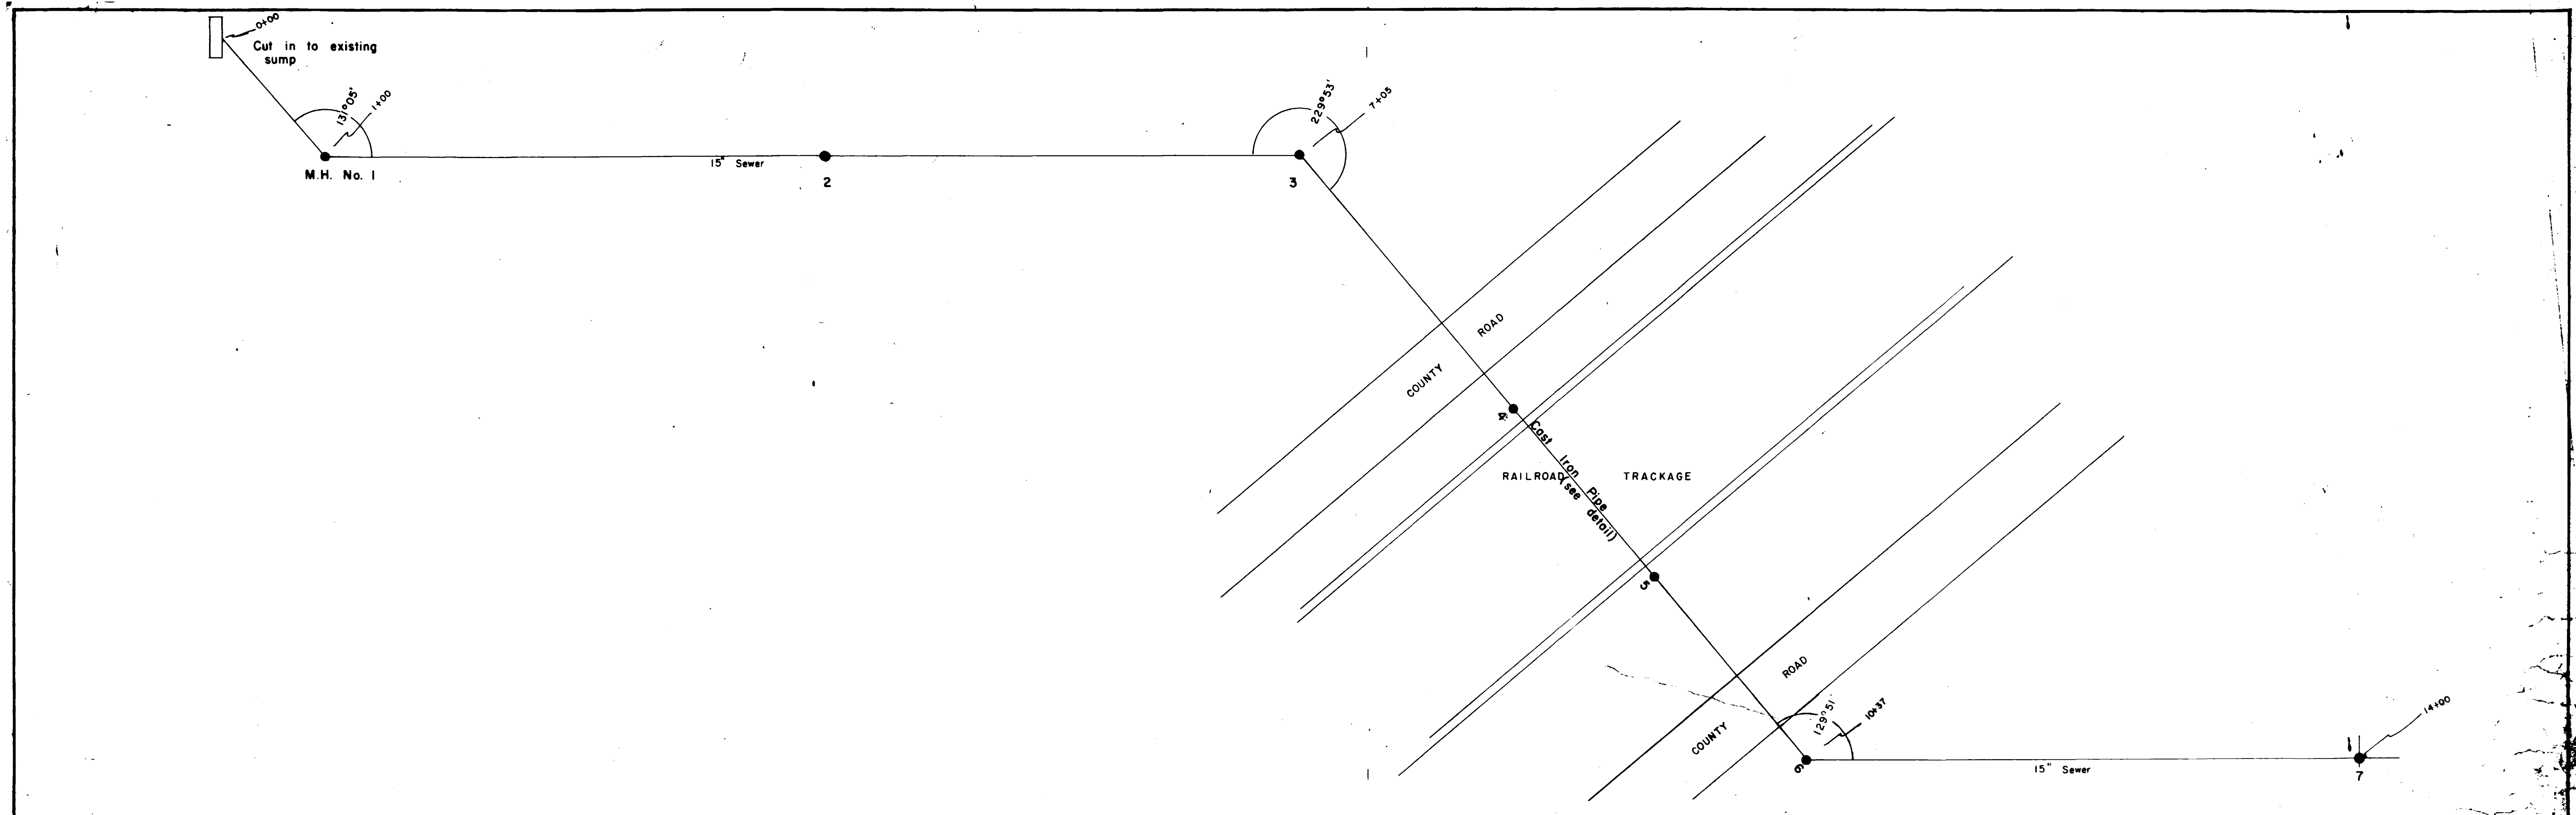 0+00
Cut in to existing
sump
131°05'
1+00
M.H. No. 1
15" Sewer
2
229°53'
7+05
3
COUNTY ROAD
4
Cast Iron Pipe
(see detail)
RAILROAD TRACKAGE
5
COUNTY ROAD
129°51'
10+37
6
15" Sewer
14+00
7